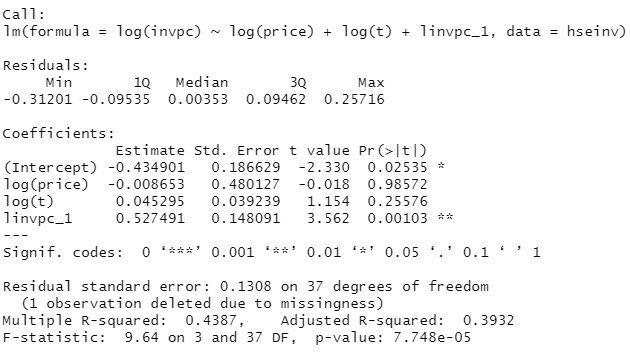 Call:
lm(formula = log(invpc) ~ log(price) + log(t) + linvpc_1, data = hseinv)
Residuals:
Min 1Q Median 3Q Max
-0.31201 -0.09535 0.00353 0.09462 0.25716
Coefficients:
Estimate Std. Error t value Pr(>|t|)
(Intercept) -0.434901 0.186629 -2.330 0.02535 *
log(price) -0.008653 0.480127 -0.018 0.98572
log(t) 0.045295 0.039239 1.154 0.25576
linvpc_1 0.527491 0.148091 3.562 0.00103 **
---
Signif. codes: 0 ‘***’ 0.001 ‘**’ 0.01 ‘*’ 0.05 ‘.’ 0.1 ‘ ’ 1
Residual standard error: 0.1308 on 37 degrees of freedom
(1 observation deleted due to missingness)
Multiple R-squared: 0.4387, Adjusted R-squared: 0.3932
F-statistic: 9.64 on 3 and 37 DF, p-value: 7.748e-05